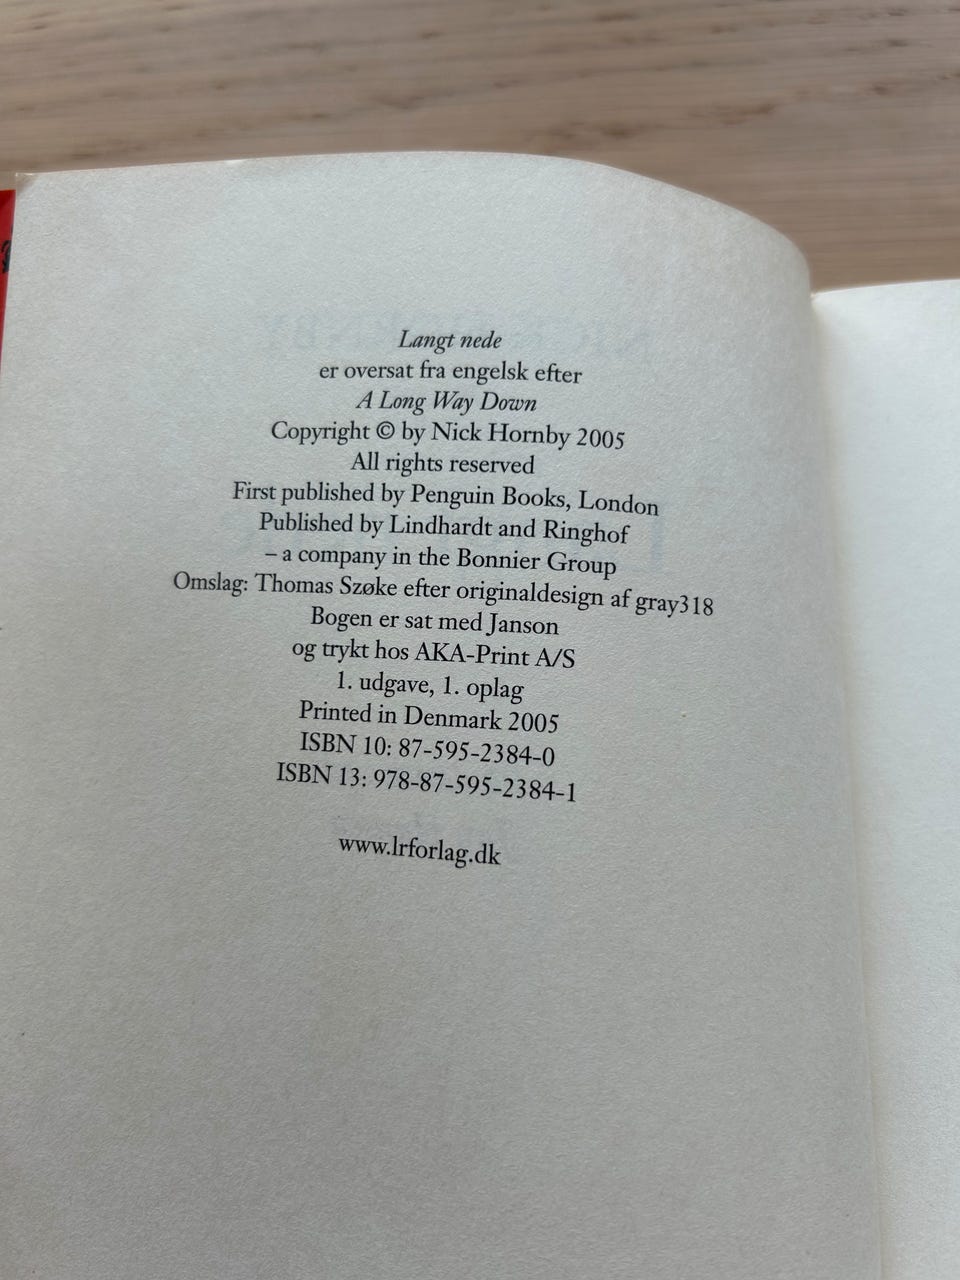 Langt nede
er oversat fra engelsk efter
A Long Way Down
Copyright © by Nick Hornby 2005
All rights reserved
First published by Penguin Books, London
Published by Lindhardt and Ringhof
– a company in the Bonnier Group
Omslag: Thomas Szøke efter originaldesign af gray318
Bogen er sat med Janson
og trykt hos AKA-Print A/S
1. udgave, 1. oplag
Printed in Denmark 2005
ISBN 10: 87-595-2384-0
ISBN 13: 978-87-595-2384-1
www.lrforlag.dk